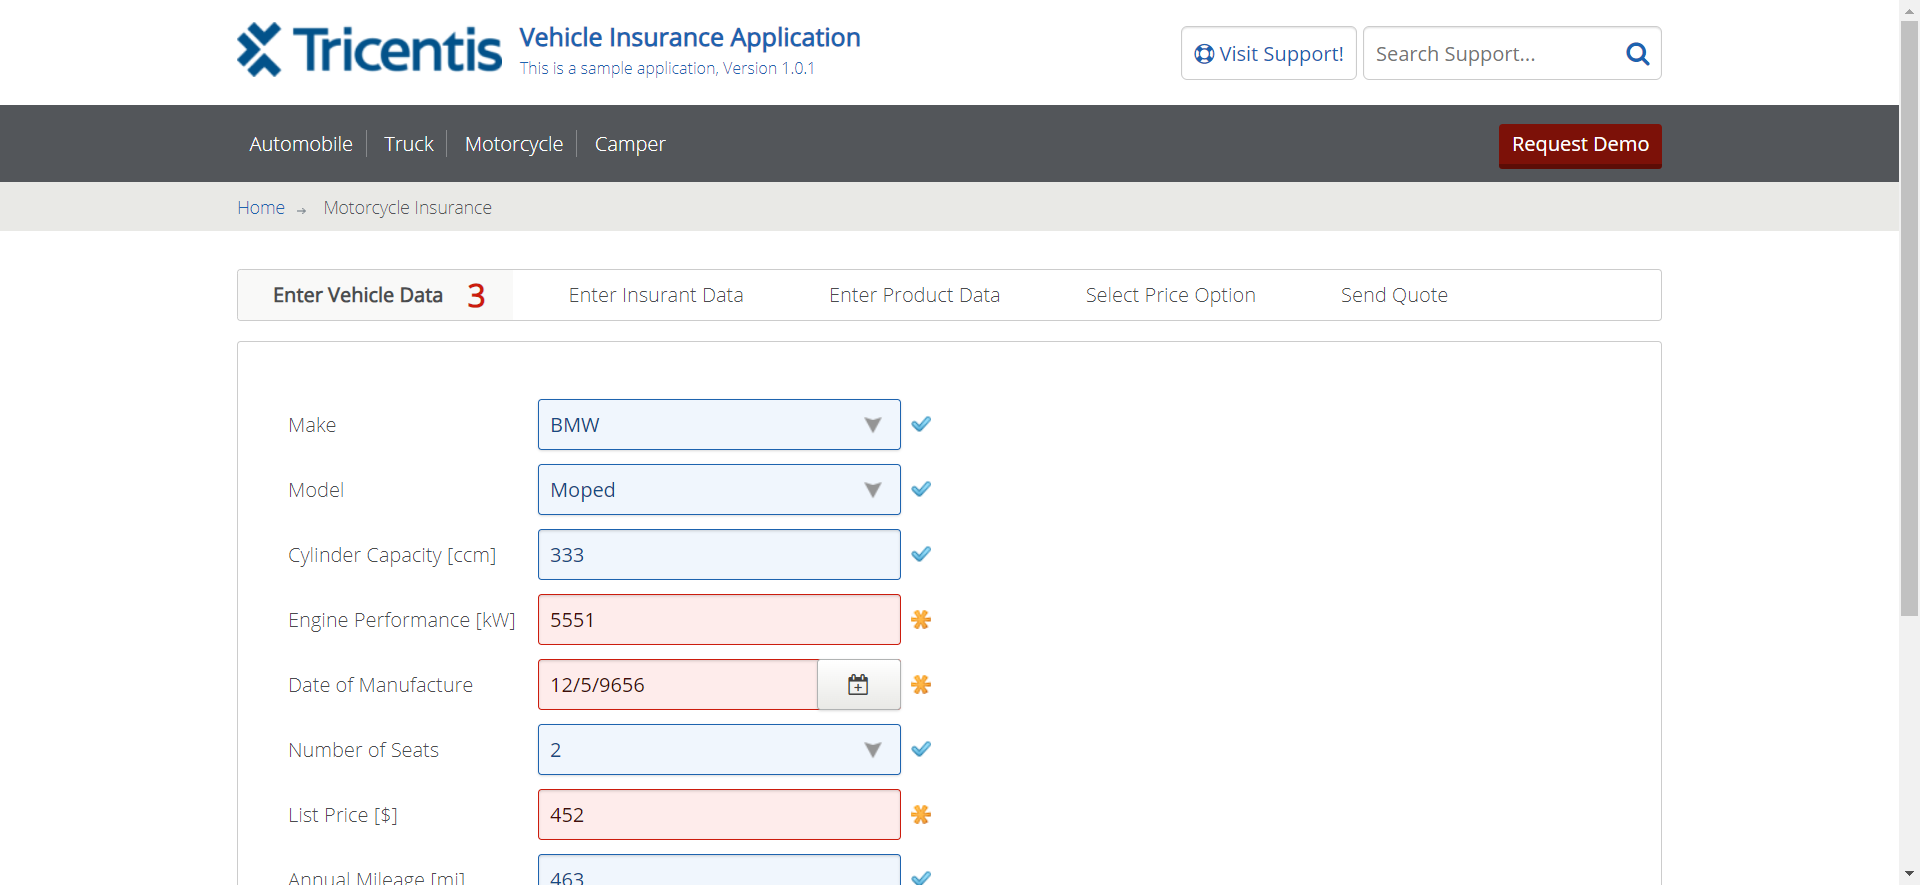 Tricentis
Vehicle Insurance Application
This is a sample application, Version 1.0.1
Visit Support!
Search Support...
Automobile
Truck
Motorcycle
Camper
Request Demo
Home → Motorcycle Insurance
Enter Vehicle Data 3
Enter Insurant Data
Enter Product Data
Select Price Option
Send Quote
Make
BMW
Model
Moped
Cylinder Capacity [ccm]
333
Engine Performance [kW]
5551
Date of Manufacture
12/5/9656
Number of Seats
2
List Price [$]
452
Annual Mileage [mi]
463